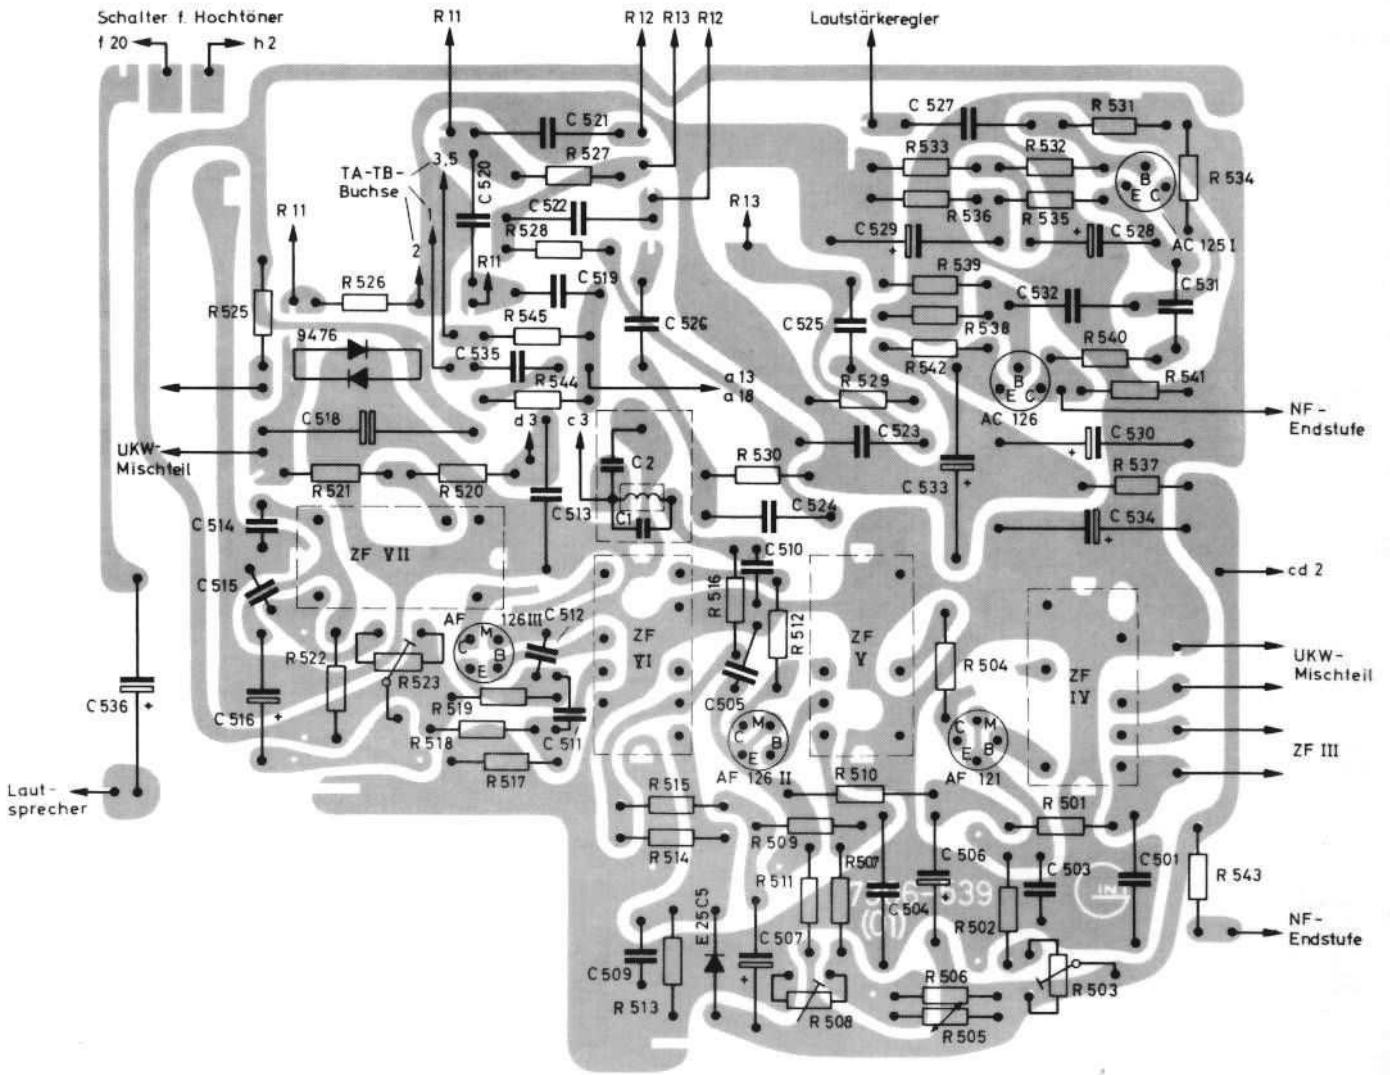 Schalter f. Hochtöner
f 20
h 2
R 11
R 12
R 13
R 12
Lautstärkeregler
C 527
R 531
C 521
R 533
R 532
R 527
3,5
TA-TB-
Buchse
1
2
C 520
B
E
C
R 534
R 11
C 522
R 13
R 536
R 535
R 528
C 529
+
+
C 528
AC 125 I
R 11
R 526
C 519
R 539
C 532
C 531
R 525
R 545
C 526
C 525
R 538
9476
C 535
R 540
R 544
a 13
a 18
R 542
B
E
C
R 541
R 529
AC 126
d 3
c 3
C 518
NF-
Endstufe
C 523
C 530
+
UKW-
Mischteil
C 2
R 530
R 521
R 520
C 533
+
R 537
C 513
C 1
C 524
C 514
C 534
+
ZF VII
C 510
cd 2
C 515
R 516
AF 126 III
C 512
R 512
M
C
B
E
ZF
VI
ZF
V
UKW-
Mischteil
R 522
R 504
ZF
IV
R 523
C 536
+
C 516
+
R 519
C 505
M
C
B
E
M
C
B
E
R 518
C 511
ZF III
R 517
AF 126 II
R 510
AF 121
Laut-
sprecher
R 515
R 501
R 509
R 514
R 507
C 506
+
C 503
C 501
R 543
R 511
7306-639
(C)
C 504
INT
E 25C5
R 502
C 507
+
NF-
Endstufe
C 509
R 506
R 503
R 513
R 508
R 505